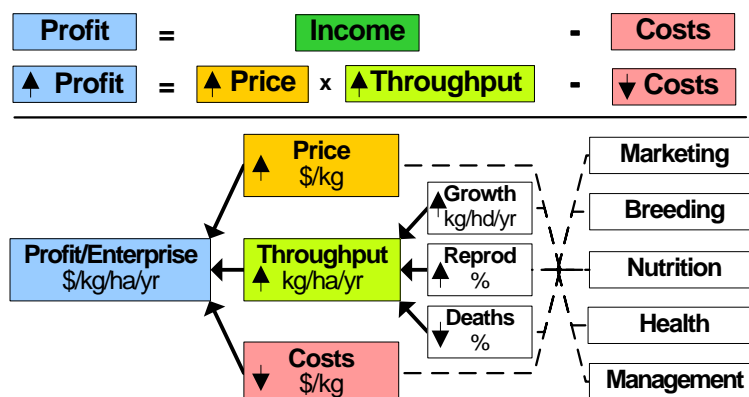 Profit = Income - Costs
Profit = Price x Throughput - Costs
Price
$/kg
Marketing
Growth
kg/hd/yr
Breeding
Profit/Enterprise
$/kg/ha/yr
Throughput
kg/ha/yr
Reprod
%
Nutrition
Deaths
%
Health
Costs
$/kg
Management